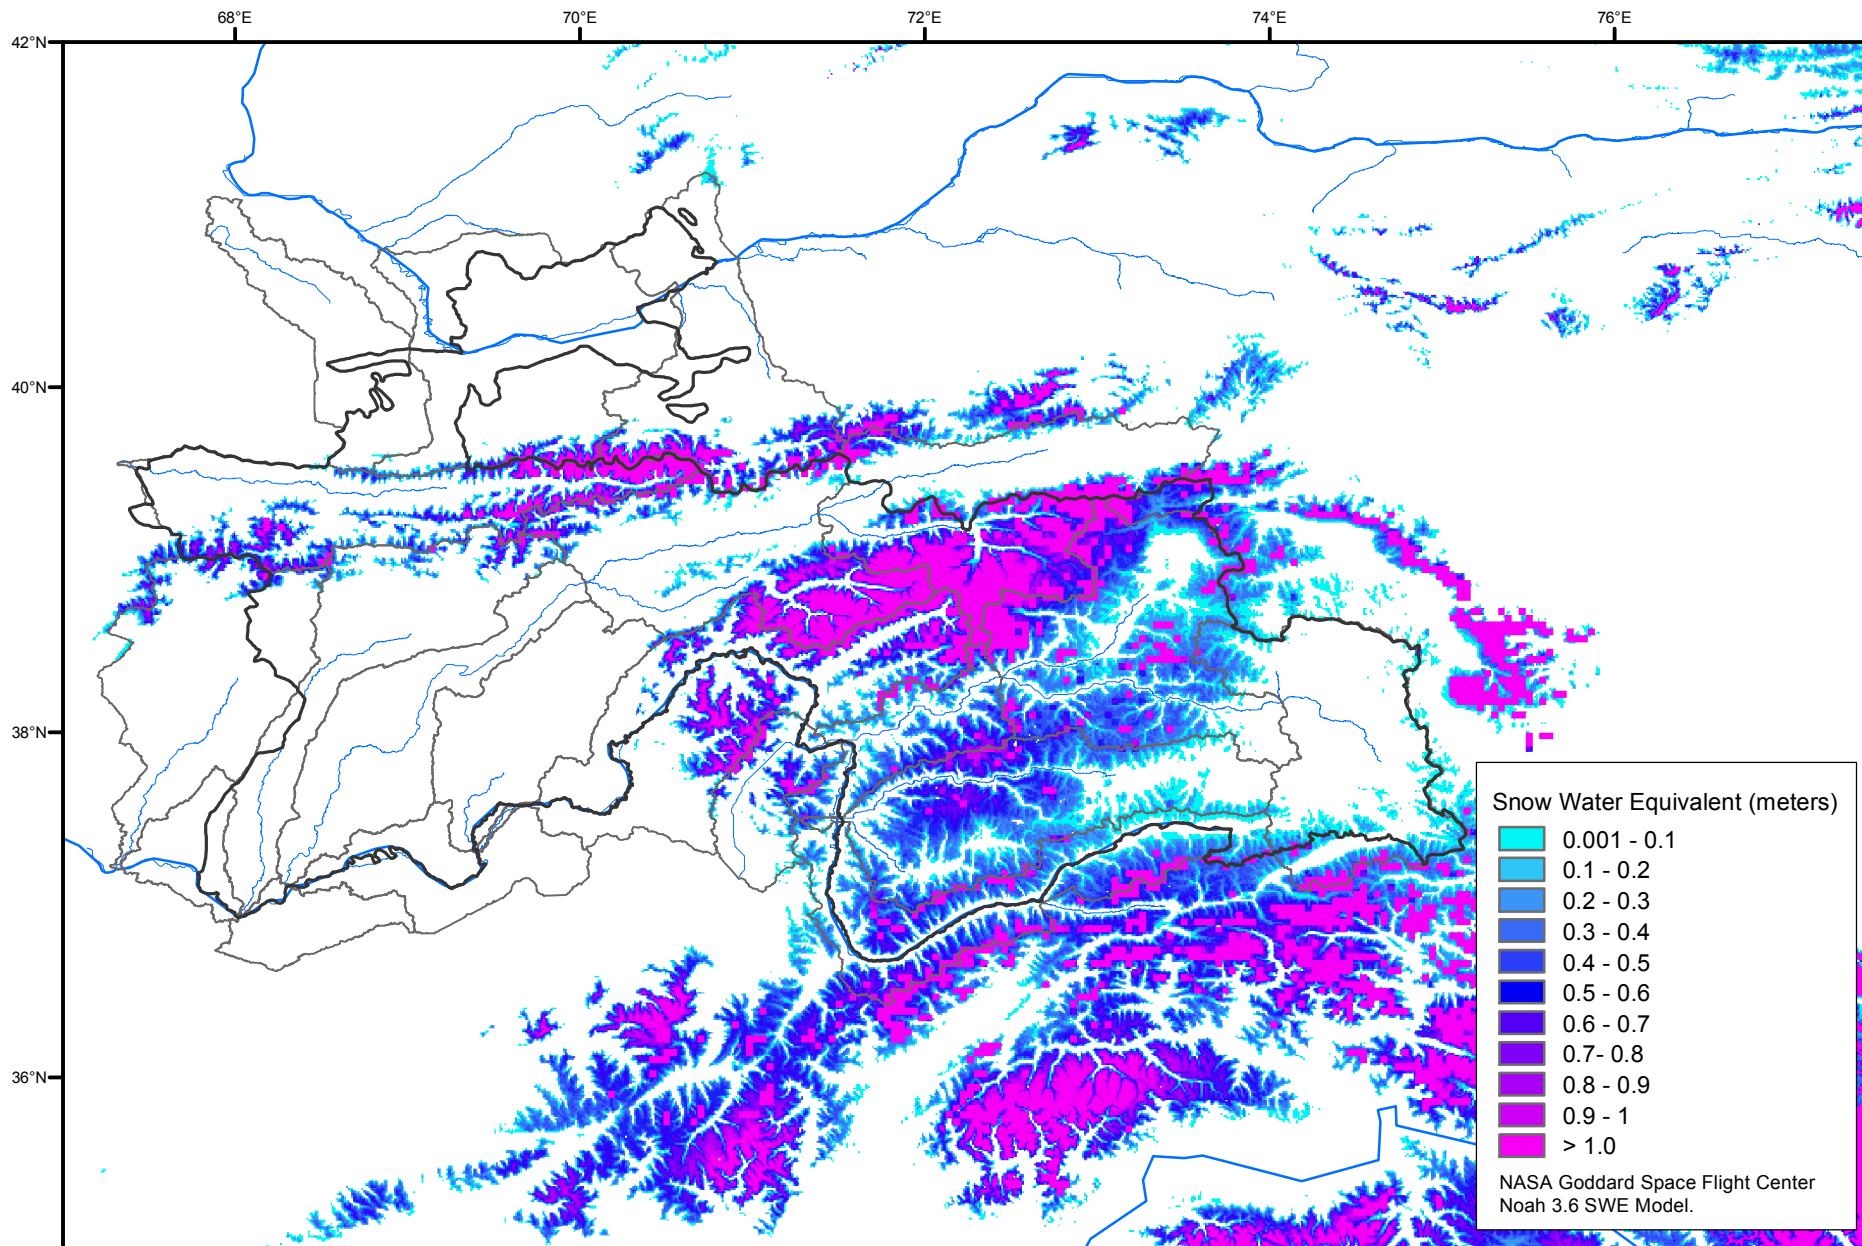 68°E
70°E
72°E
74°E
76°E
42°N
40°N
38°N
36°N
Snow Water Equivalent (meters)
0.001 - 0.1
0.1 - 0.2
0.2 - 0.3
0.3 - 0.4
0.4 - 0.5
0.5 - 0.6
0.6 - 0.7
0.7- 0.8
0.8 - 0.9
0.9 - 1
> 1.0
NASA Goddard Space Flight Center
Noah 3.6 SWE Model.